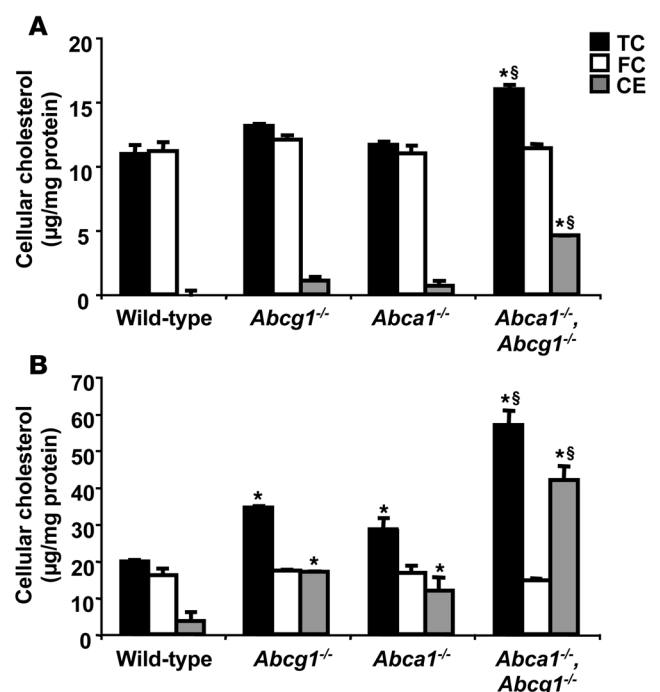 A
20
15
10
5
0
Cellular cholesterol
(µg/mg protein)
TC
FC
CE
*§
*§
Wild-type
Abcg1-/-
Abca1-/-
Abca1-/-,
Abcg1-/-
B
70
60
50
40
30
20
10
0
Cellular cholesterol
(µg/mg protein)
*
*
*
*
*§
*§
Wild-type
Abcg1-/-
Abca1-/-
Abca1-/-,
Abcg1-/-